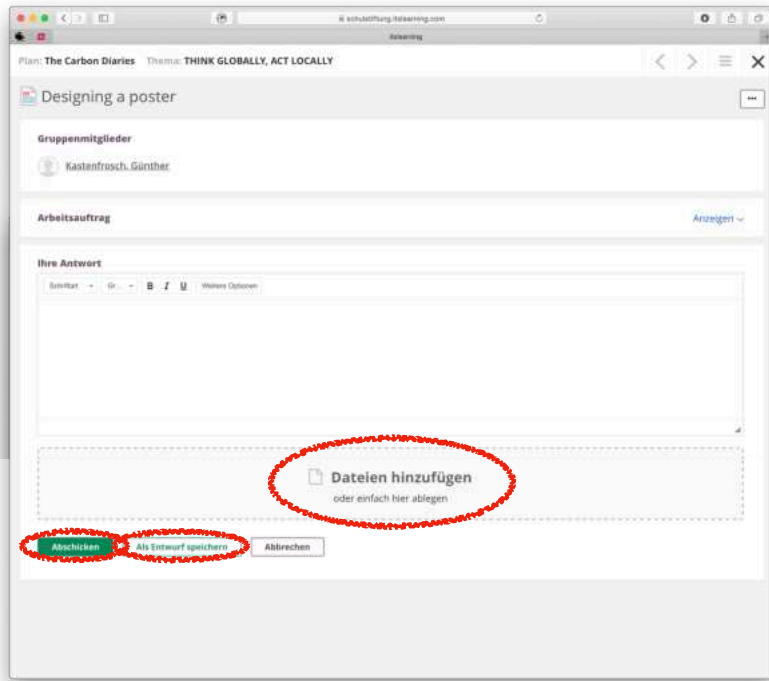 schulstiftung.itslearning.com
itslearning
Plan: The Carbon Diaries Thema: THINK GLOBALLY, ACT LOCALLY
Designing a poster
Gruppenmitglieder
Kastenfrosch, Günther
Arbeitsauftrag
Anzeigen
Ihre Antwort
Schriftart Gr... B I U Weitere Optionen
Dateien hinzufügen
oder einfach hier ablegen
Abschicken Als Entwurf speichern Abbrechen